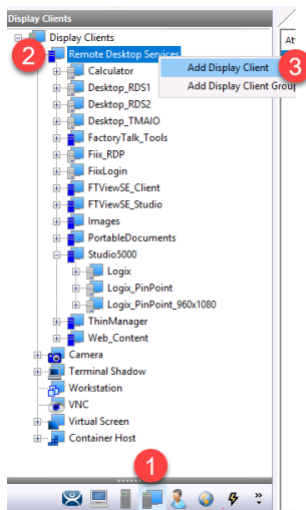 Display Clients
Display Clients
At
2
Remote Desktop Services
Add Display Client
3
Calculator
Add Display Client Group
Desktop_RDS1
Desktop_RDS2
Desktop_TMAIO
FactoryTalk_Tools
Fiix_RDP
FiixLogin
FTViewSE_Client
FTViewSE_Studio
Images
PortableDocuments
Studio5000
Logix
Logix_PinPoint
Logix_PinPoint_960x1080
ThinManager
Web_Content
Camera
Terminal Shadow
Workstation
VNC
Virtual Screen
Container Host
1